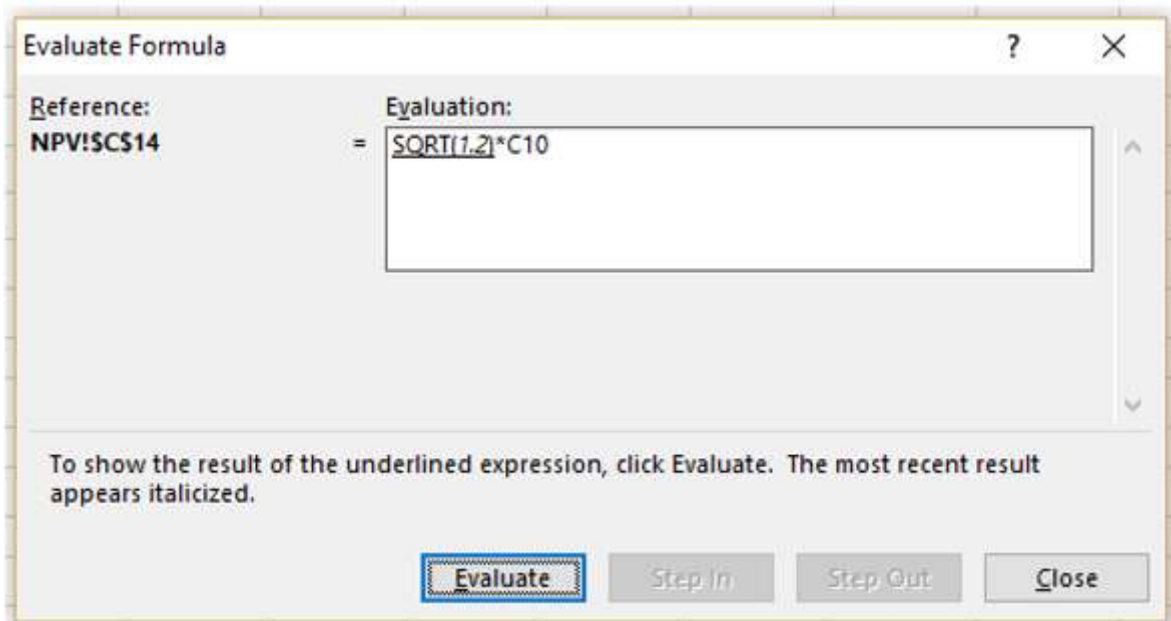 Evaluate Formula ? ×
Reference: Evaluation:
NPV!$C$14 = SQRT(1.2)*C10
To show the result of the underlined expression, click Evaluate. The most recent result
appears italicized.
Evaluate Step In Step Out Close